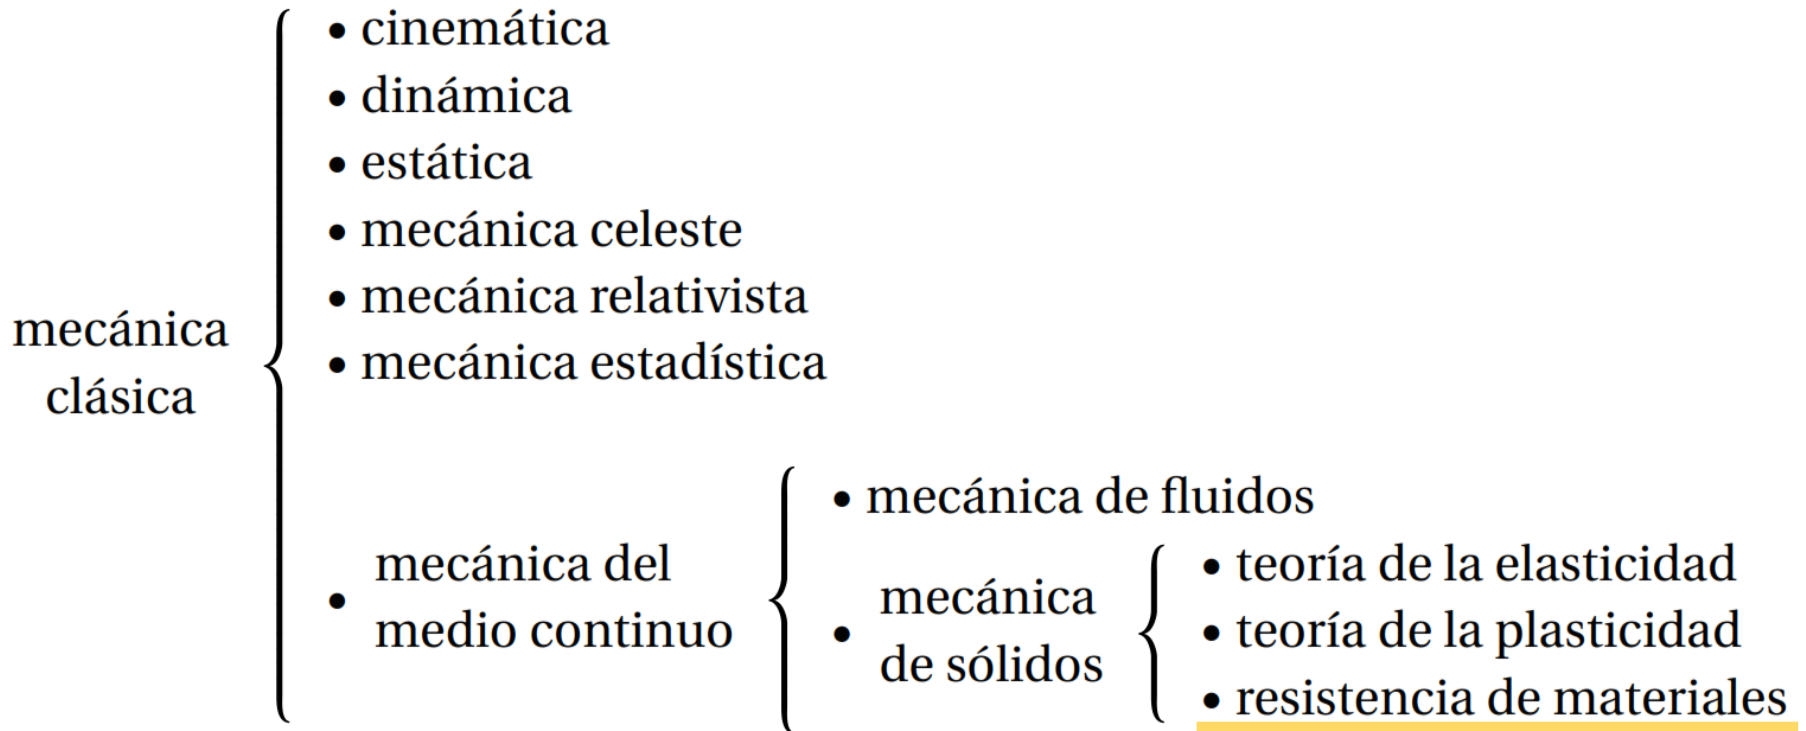 • cinemática
• dinámica
• estática
• mecánica celeste
• mecánica relativista
• mecánica estadística
mecánica
clásica
• mecánica del
medio continuo
• mecánica de fluidos
• mecánica
de sólidos
• teoría de la elasticidad
• teoría de la plasticidad
• resistencia de materiales